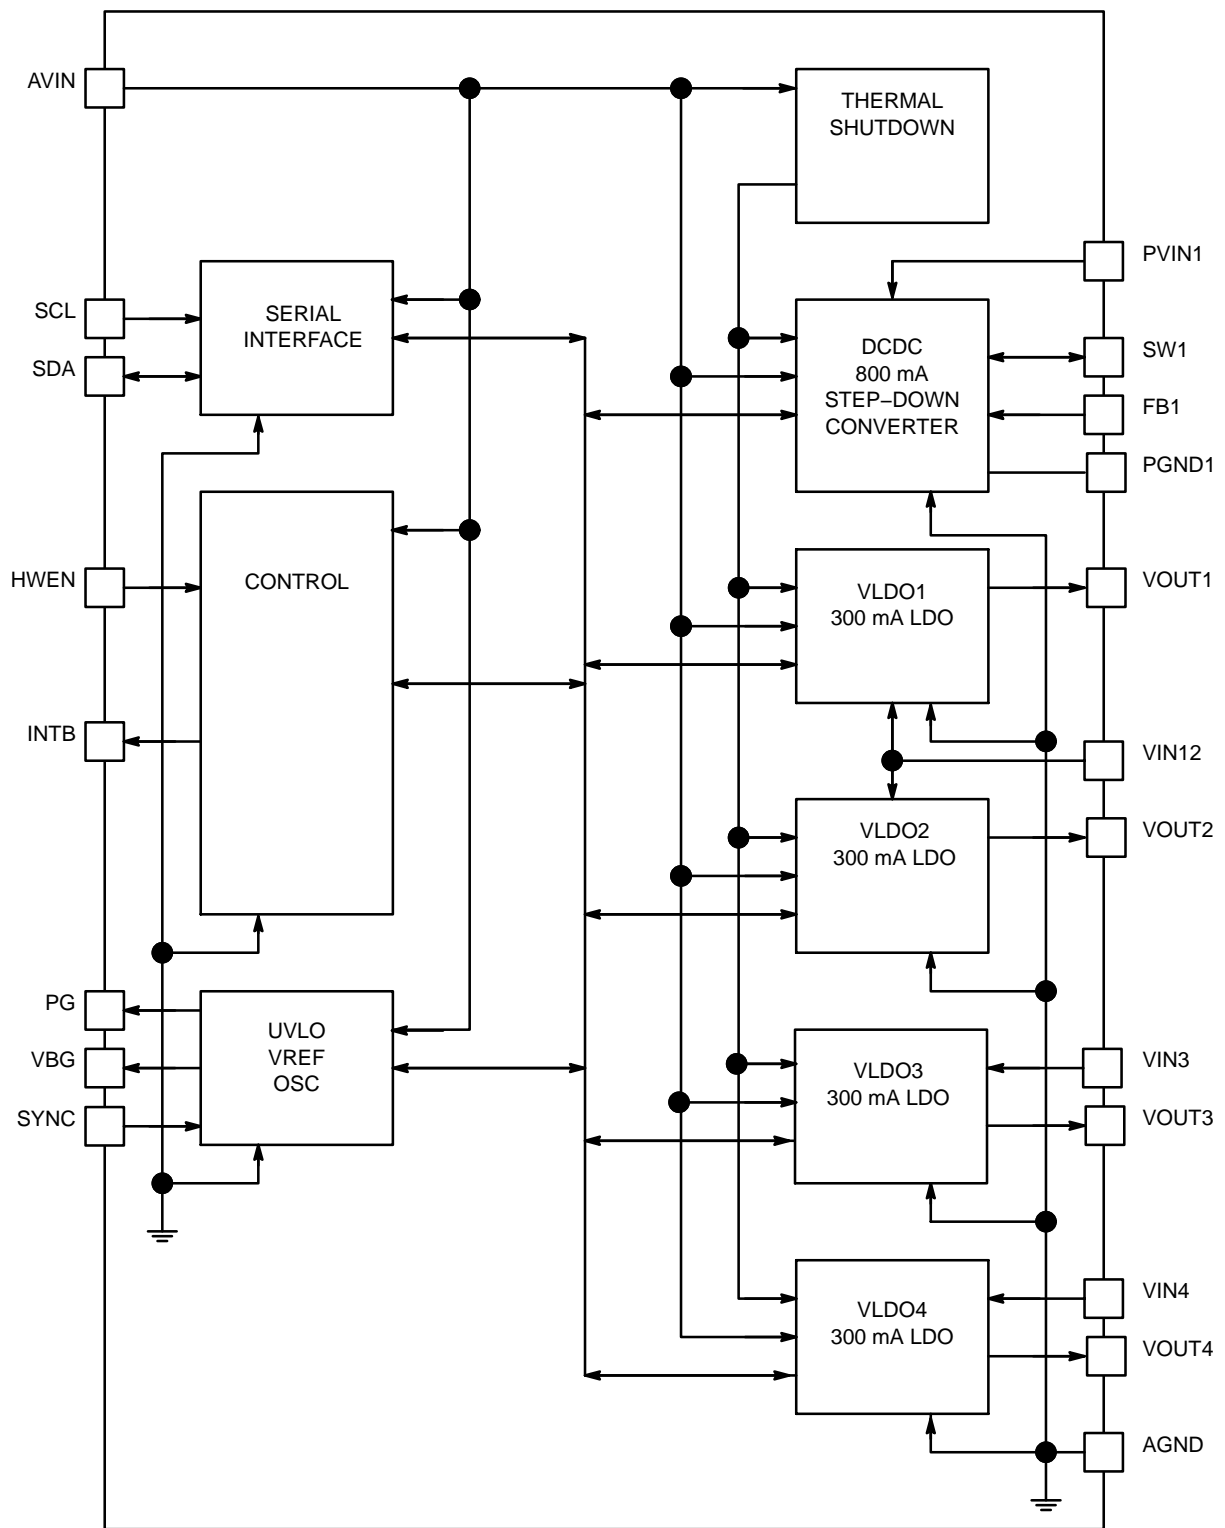 AVIN
THERMAL
SHUTDOWN
PVIN1
SCL
SERIAL
INTERFACE
SDA
DCDC
800 mA
STEP–DOWN
CONVERTER
SW1
FB1
PGND1
HWEN
CONTROL
VLDO1
300 mA LDO
VOUT1
INTB
VIN12
VLDO2
300 mA LDO
VOUT2
PG
UVLO
VREF
OSC
VBG
SYNC
VLDO3
300 mA LDO
VIN3
VOUT3
VLDO4
300 mA LDO
VIN4
VOUT4
AGND